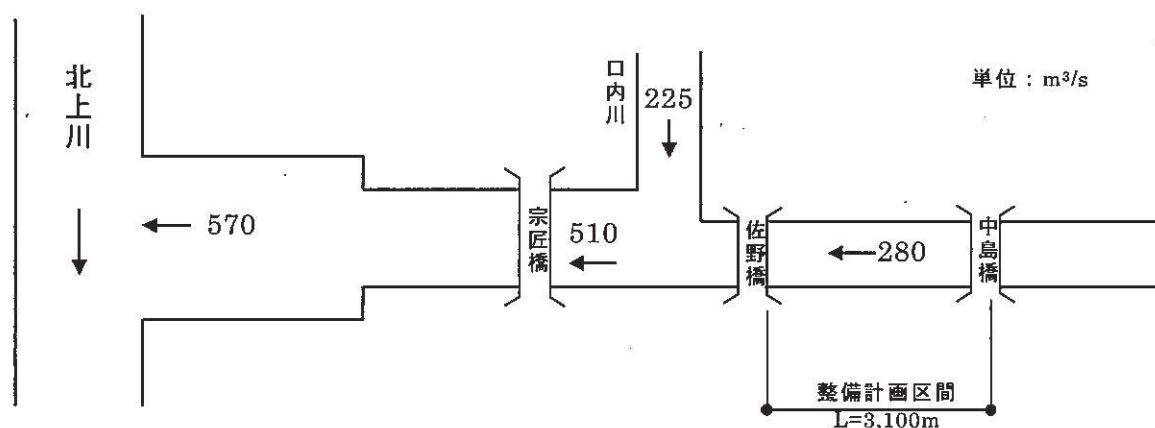 北上川
口内川
単位：m³/s
225
570
宗匠橋
510
佐野橋
280
中島橋
整備計画区間
L=3,100m